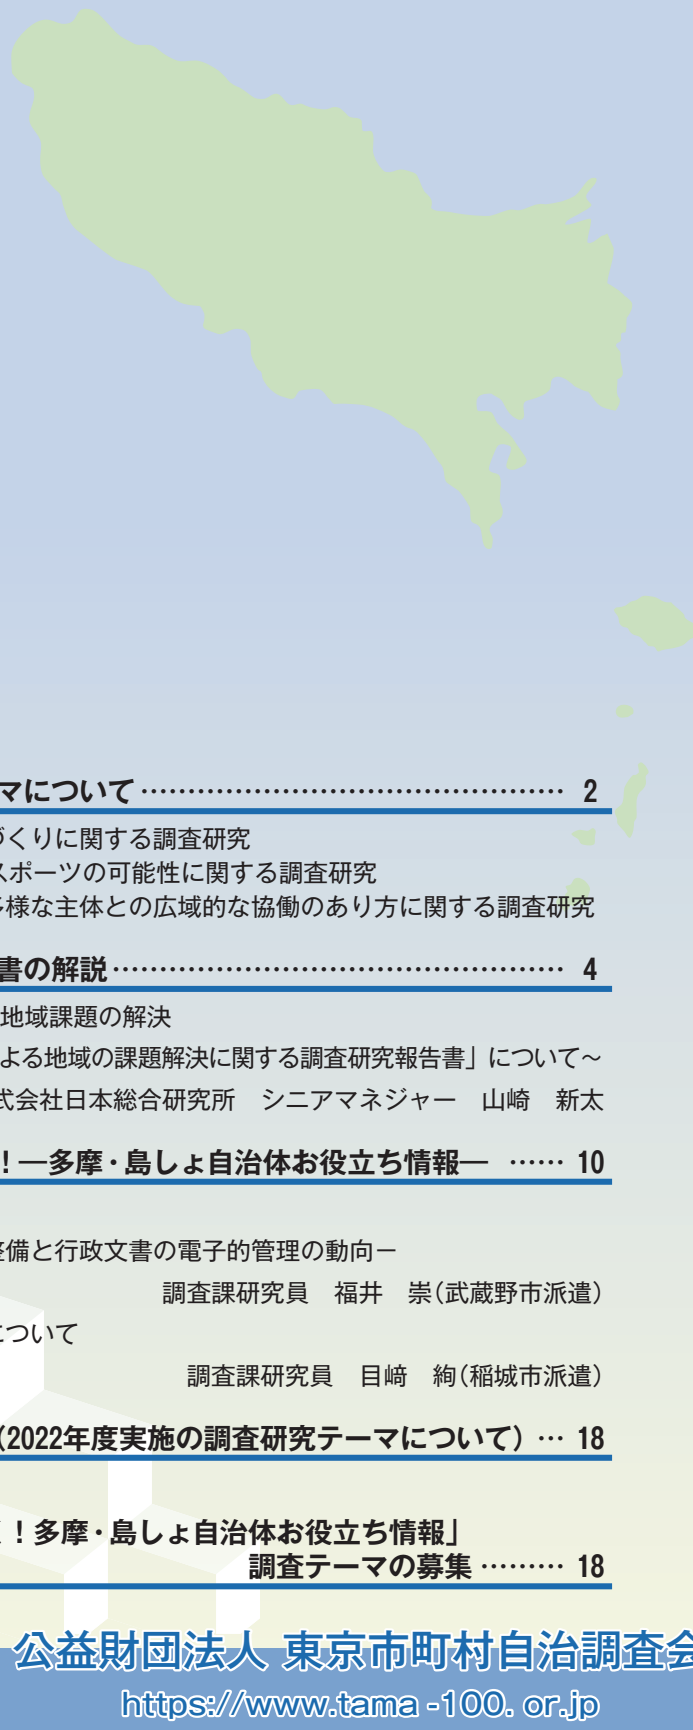 マについて………………………………………… 2
づくりに関する調査研究
スポーツの可能性に関する調査研究
多様な主体との広域的な協働のあり方に関する調査研究
書の解説………………………………………… 4
地域課題の解決
よる地域の課題解決に関する調査研究報告書」について～
式会社日本総合研究所　シニアマネジャー　山崎　新太
！―多摩・島しょ自治体お役立ち情報―　…… 10
整備と行政文書の電子的管理の動向－
調査課研究員　福井　崇（武蔵野市派遣）
について
調査課研究員　目﨑　絢（稲城市派遣）
（2022年度実施の調査研究テーマについて）… 18
！多摩・島しょ自治体お役立ち情報」
調査テーマの募集……… 18
公益財団法人 東京市町村自治調査会
https://www.tama -100. or.jp